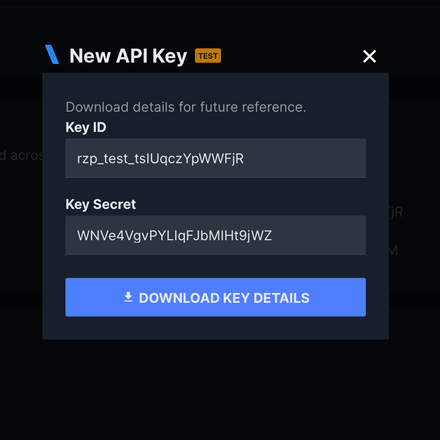 d acros
New API Key TEST
Download details for future reference.
Key ID
rzp_test_tsIUqczYpWWFjR
Key Secret
WNVe4VgvPYLIqFJbMIHt9jWZ
DOWNLOAD KEY DETAILS
jR
M